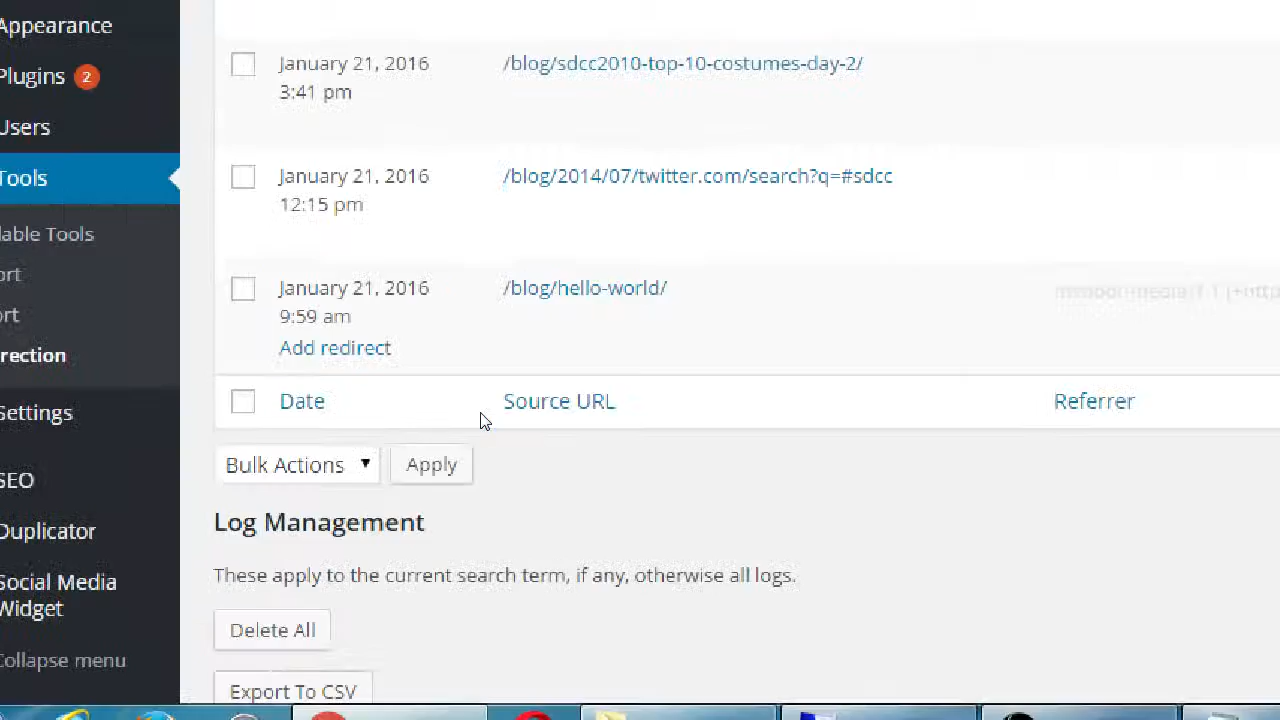 Appearance
Plugins 2
Users
Tools
lable Tools
ort
ort
rection
Settings
SEO
Duplicator
Social Media
Widget
Collapse menu
January 21, 2016 /blog/sdcc2010-top-10-costumes-day-2/
3:41 pm
January 21, 2016 /blog/2014/07/twitter.com/search?q=#sdcc
12:15 pm
January 21, 2016 /blog/hello-world/
9:59 am
Add redirect
Date Source URL Referrer
Bulk Actions Apply
Log Management
These apply to the current search term, if any, otherwise all logs.
Delete All
Export To CSV